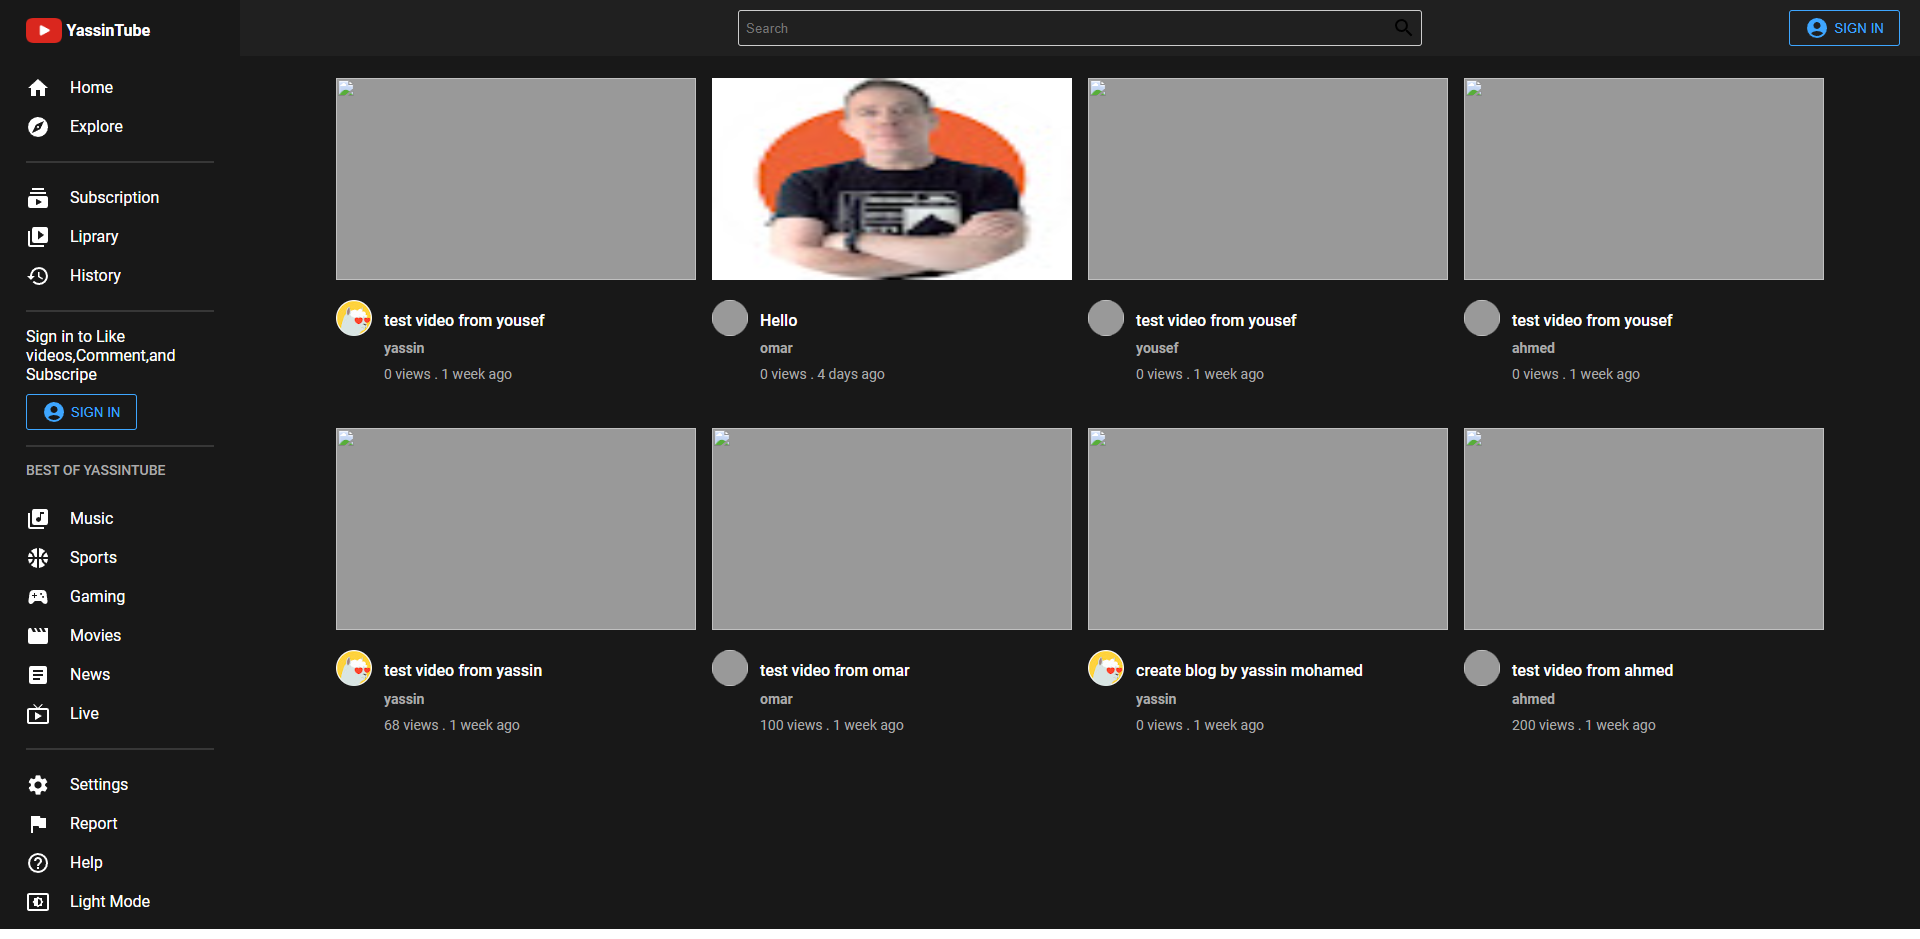 YassinTube
Search
SIGN IN
Home
Explore
Subscription
Liprary
History
Sign in to Like
videos,Comment,and
Subscripe
SIGN IN
BEST OF YASSINTUBE
Music
Sports
Gaming
Movies
News
Live
Settings
Report
Help
Light Mode
test video from yousef
yassin
0 views . 1 week ago
Hello
omar
0 views . 4 days ago
test video from yousef
yousef
0 views . 1 week ago
test video from yousef
ahmed
0 views . 1 week ago
test video from yassin
yassin
68 views . 1 week ago
test video from omar
omar
100 views . 1 week ago
create blog by yassin mohamed
yassin
0 views . 1 week ago
test video from ahmed
ahmed
200 views . 1 week ago